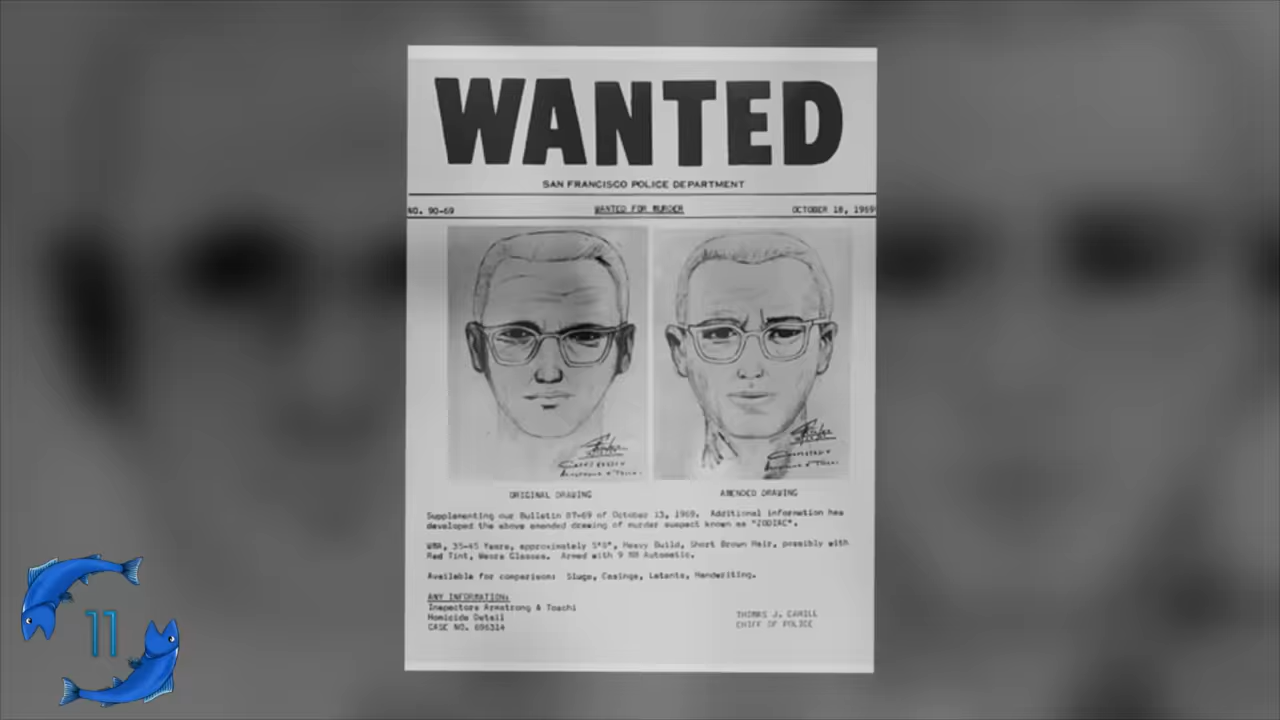 WANTED
SAN FRANCISCO POLICE DEPARTMENT
NO. 90-69 WANTED FOR MURDER OCTOBER 18, 1969
ORIGINAL DRAWING AMENDED DRAWING
Supplementing our Bulletin 87-69 of October 13, 1969. Additional information has
developed the above amended drawing of murder suspect known as "ZODIAC".
WMA, 35-45 Years, approximately 5'8", Heavy Build, Short Brown Hair, possibly with
Red Tint, Wears Glasses. Armed with 9 MM Automatic.
Available for comparison: Slugs, Casings, Latents, Handwriting.
ANY INFORMATION:
Inspectors Armstrong & Toschi
Homicide Detail
CASE NO. 696314
THOMAS J. CAHILL
CHIEF OF POLICE
11